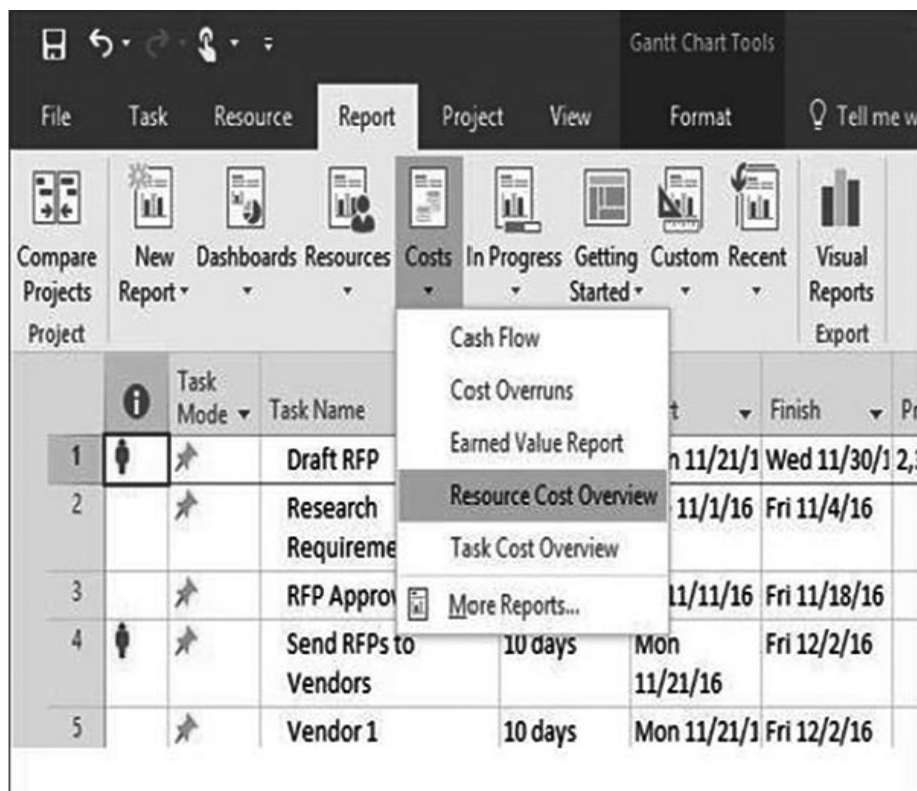 Gantt Chart Tools
File Task Resource Report Project View Format Tell me w
Compare Projects New Report Dashboards Resources Costs In Progress Getting Started Custom Recent Visual Reports
Project Export
Cash Flow
Cost Overruns
Earned Value Report
Resource Cost Overview
Task Cost Overview
More Reports...
Task Mode Task Name t Finish Pr
1 Draft RFP n 11/21/1 Wed 11/30/1 2,
2 Research Requireme 11/1/16 Fri 11/4/16
3 RFP Approv 11/11/16 Fri 11/18/16
4 Send RFPs to Vendors 10 days Mon 11/21/16 Fri 12/2/16
5 Vendor 1 10 days Mon 11/21/1 Fri 12/2/16